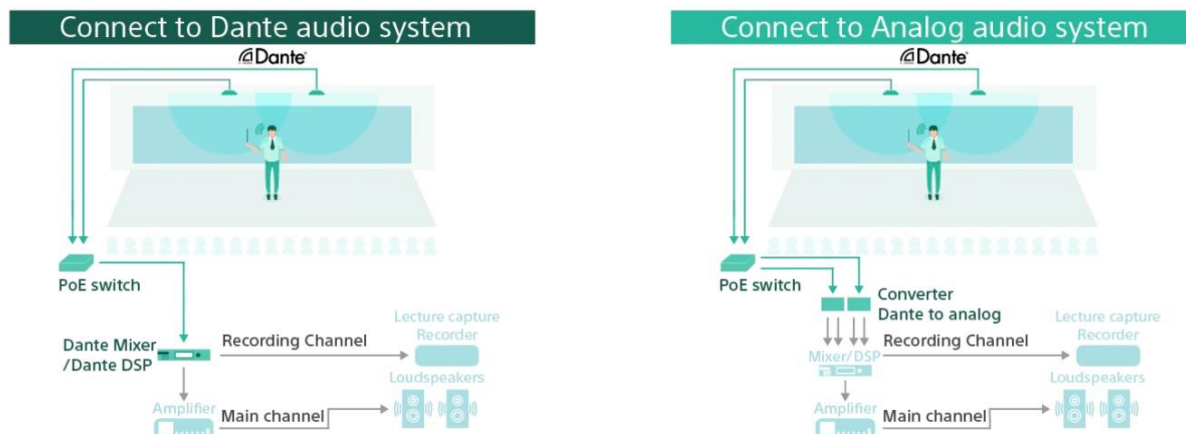 Connect to Dante audio system
Dante
PoE switch
Dante Mixer
/Dante DSP
Recording Channel
Lecture capture
Recorder
Loudspeakers
Amplifier
Main channel
Connect to Analog audio system
Dante
PoE switch
Converter
Dante to analog
Mixer/DSP
Recording Channel
Lecture capture
Recorder
Loudspeakers
Amplifier
Main channel